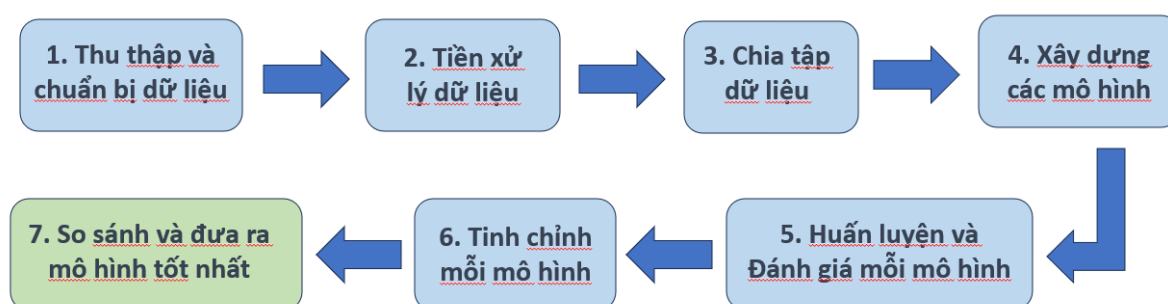 1. Thu thập và
chuẩn bị dữ liệu
2. Tiền xử
lý dữ liệu
3. Chia tập
dữ liệu
4. Xây dựng
các mô hình
5. Huấn luyện và
Đánh giá mỗi mô hình
6. Tinh chỉnh
mỗi mô hình
7. So sánh và đưa ra
mô hình tốt nhất